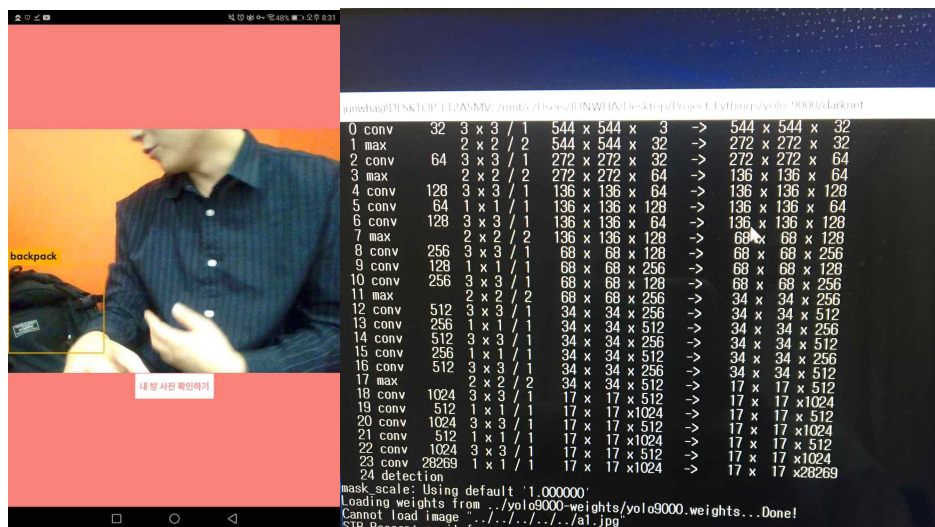 48% 오후 8:31
backpack
내 방 사진 확인하기
junwha@DESKTOP-L12A5MV: /mnt/c/Users/JUNWHA/Desktop/Project-Fythings/yolo-9000/darknet
0 conv 32 3 x 3 / 1 544 x 544 x 3 -> 544 x 544 x 32
1 max 2 x 2 / 2 544 x 544 x 32 -> 272 x 272 x 32
2 conv 64 3 x 3 / 1 272 x 272 x 32 -> 272 x 272 x 64
3 max 2 x 2 / 2 272 x 272 x 64 -> 136 x 136 x 64
4 conv 128 3 x 3 / 1 136 x 136 x 64 -> 136 x 136 x 128
5 conv 64 1 x 1 / 1 136 x 136 x 128 -> 136 x 136 x 64
6 conv 128 3 x 3 / 1 136 x 136 x 64 -> 136 x 136 x 128
7 max 2 x 2 / 2 136 x 136 x 128 -> 68 x 68 x 128
8 conv 256 3 x 3 / 1 68 x 68 x 128 -> 68 x 68 x 256
9 conv 128 1 x 1 / 1 68 x 68 x 256 -> 68 x 68 x 128
10 conv 256 3 x 3 / 1 68 x 68 x 128 -> 68 x 68 x 256
11 max 2 x 2 / 2 68 x 68 x 256 -> 34 x 34 x 256
12 conv 512 3 x 3 / 1 34 x 34 x 256 -> 34 x 34 x 512
13 conv 256 1 x 1 / 1 34 x 34 x 512 -> 34 x 34 x 256
14 conv 512 3 x 3 / 1 34 x 34 x 256 -> 34 x 34 x 512
15 conv 256 1 x 1 / 1 34 x 34 x 512 -> 34 x 34 x 256
16 conv 512 3 x 3 / 1 34 x 34 x 256 -> 34 x 34 x 512
17 max 2 x 2 / 2 34 x 34 x 512 -> 17 x 17 x 512
18 conv 1024 3 x 3 / 1 17 x 17 x 512 -> 17 x 17 x1024
19 conv 512 1 x 1 / 1 17 x 17 x1024 -> 17 x 17 x 512
20 conv 1024 3 x 3 / 1 17 x 17 x 512 -> 17 x 17 x1024
21 conv 512 1 x 1 / 1 17 x 17 x1024 -> 17 x 17 x 512
22 conv 1024 3 x 3 / 1 17 x 17 x 512 -> 17 x 17 x1024
23 conv 28269 1 x 1 / 1 17 x 17 x1024 -> 17 x 17 x28269
24 detection
mask_scale: Using default '1.000000'
Loading weights from ../yolo9000-weights/yolo9000.weights...Done!
Cannot load image "../../../../../a1.jpg"